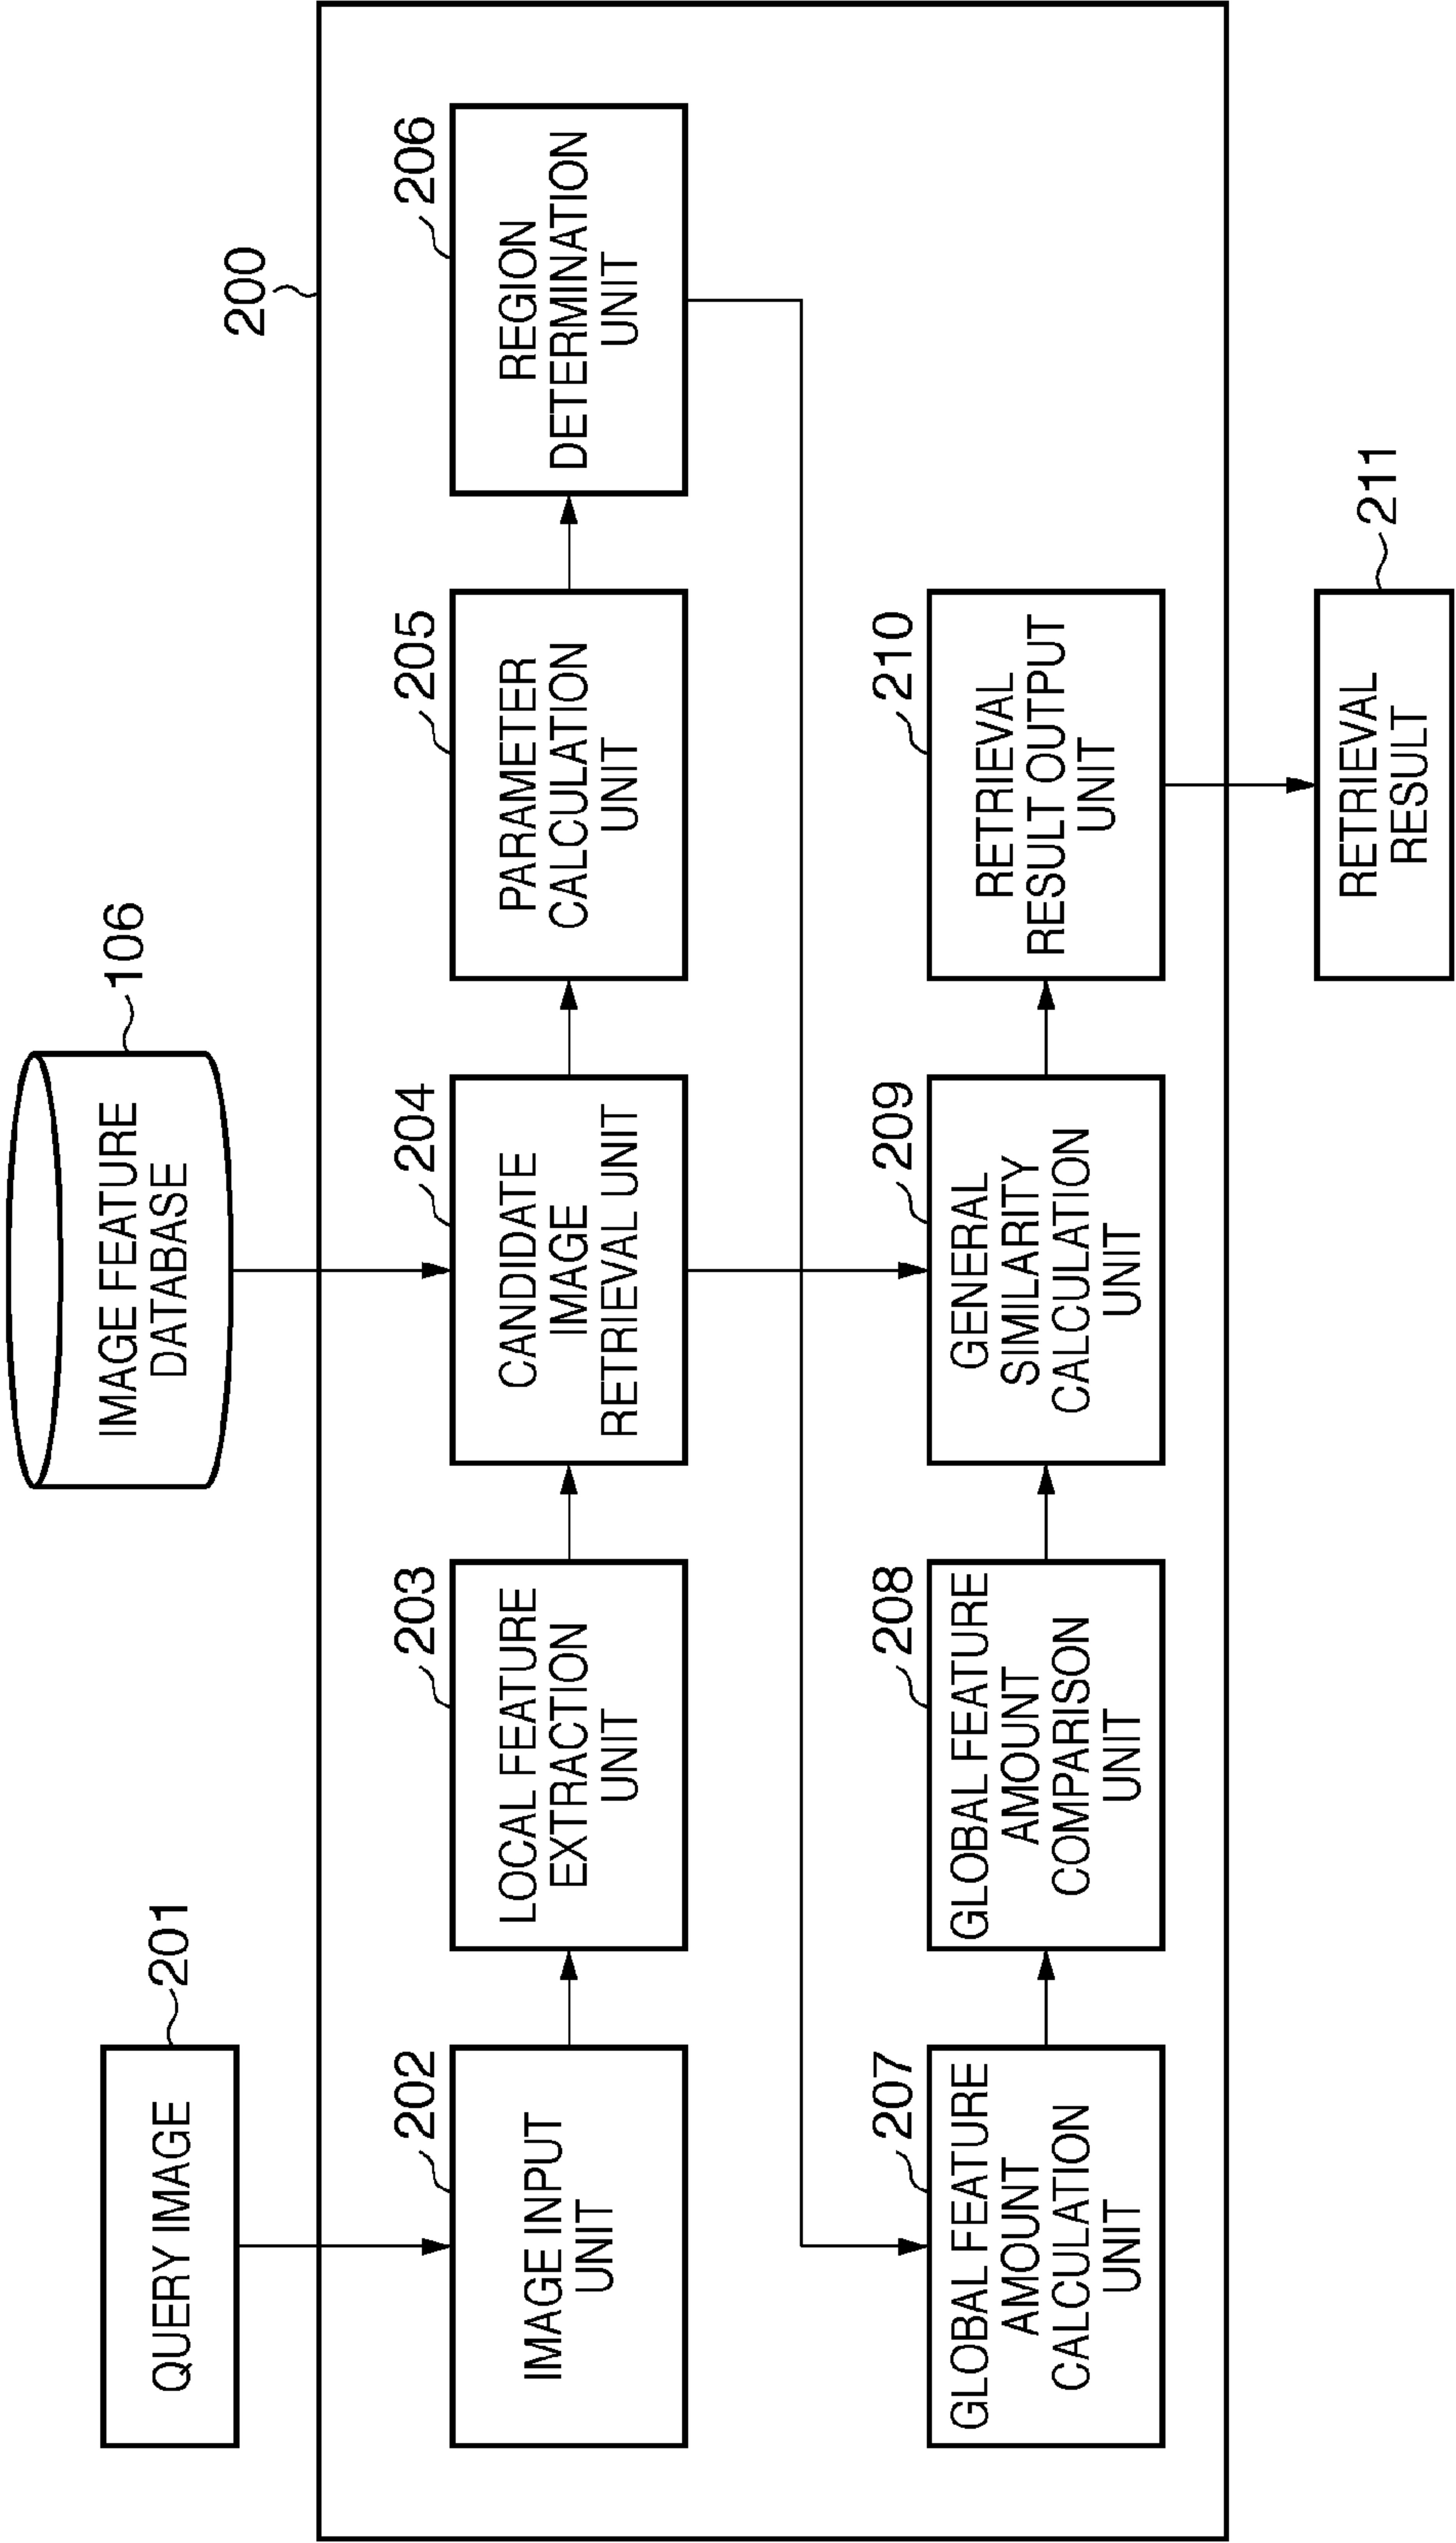 QUERY IMAGE
201
IMAGE FEATURE
DATABASE
106
200
202
IMAGE INPUT
UNIT
203
LOCAL FEATURE
EXTRACTION
UNIT
204
CANDIDATE
IMAGE
RETRIEVAL UNIT
205
PARAMETER
CALCULATION
UNIT
206
REGION
DETERMINATION
UNIT
207
GLOBAL FEATURE
AMOUNT
CALCULATION
UNIT
208
GLOBAL FEATURE
AMOUNT
COMPARISON
UNIT
209
GENERAL
SIMILARITY
CALCULATION
UNIT
210
RETRIEVAL
RESULT OUTPUT
UNIT
RETRIEVAL
RESULT
211